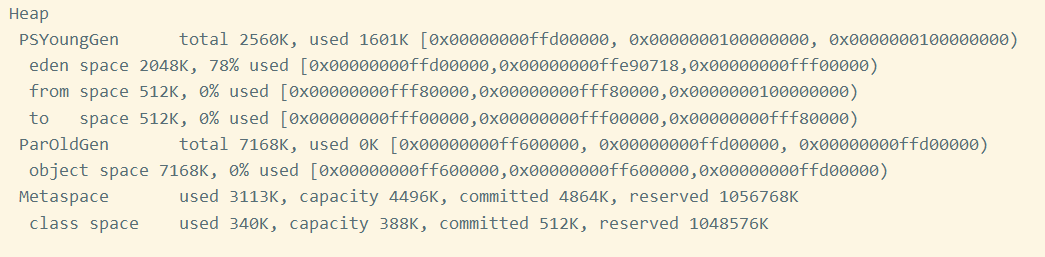 Heap
PSYoungGen      total 2560K, used 1601K [0x00000000ffd00000, 0x0000000100000000, 0x0000000100000000)
eden space 2048K, 78% used [0x00000000ffd00000,0x00000000ffe90718,0x00000000fff00000)
from space 512K, 0% used [0x00000000fff80000,0x00000000fff80000,0x0000000100000000)
to   space 512K, 0% used [0x00000000fff00000,0x00000000fff00000,0x00000000fff80000)
ParOldGen       total 7168K, used 0K [0x00000000ff600000, 0x00000000ffd00000, 0x00000000ffd00000)
object space 7168K, 0% used [0x00000000ff600000,0x00000000ff600000,0x00000000ffd00000)
Metaspace       used 3113K, capacity 4496K, committed 4864K, reserved 1056768K
class space    used 340K, capacity 388K, committed 512K, reserved 1048576K